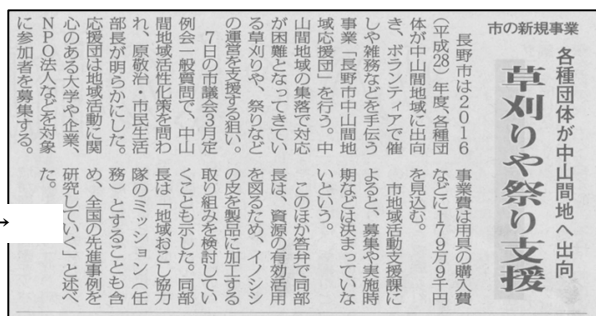 市の新規事業
各種団体が中山間地へ出向
草刈りや祭り支援
長野市は2016
(平成28)年度、各種団
体が中山間地域に出向
き、ボランティアで催
しや雑務などを手伝う
事業「長野市中山間地
域応援団」を行う。中
山間地域の集落で対応
が困難となってきてい
る草刈りや、祭りなど
の運営を支援する狙い。
7日の市議会3月定
例会一般質問で、中山
間地域活性化策を問わ
れ、原敬治・市民生活
部長が明らかにした。
応援団は地域活動に関
心のある大学や企業、
NPO法人などを対象
に参加者を募集する。
事業費は用具の購入費
などに179万9千円
を見込む。
市地域活動支援課に
よると、募集や実施時
期などは決まっていな
いという。
このほか答弁で同部
長は、資源の有効活用
を図るため、イノシシ
の皮を製品に加工する
取り組みを検討してい
くことも示した。同部
長は「地域おこし協力
隊のミッション(任
務)とすることも含
め、全国の先進事例を
研究していく」と述べ
た。
→